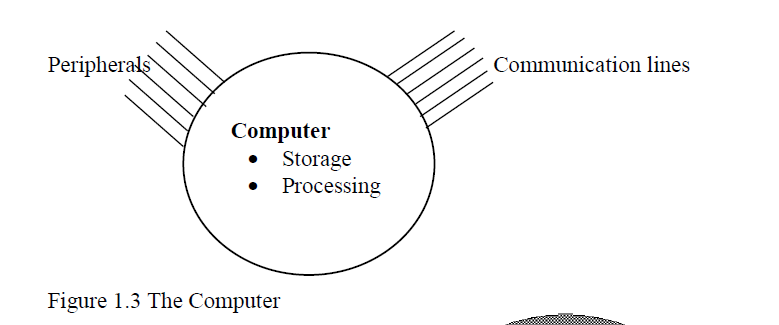 Peripherals
Communication lines
Computer
• Storage
• Processing
Figure 1.3 The Computer